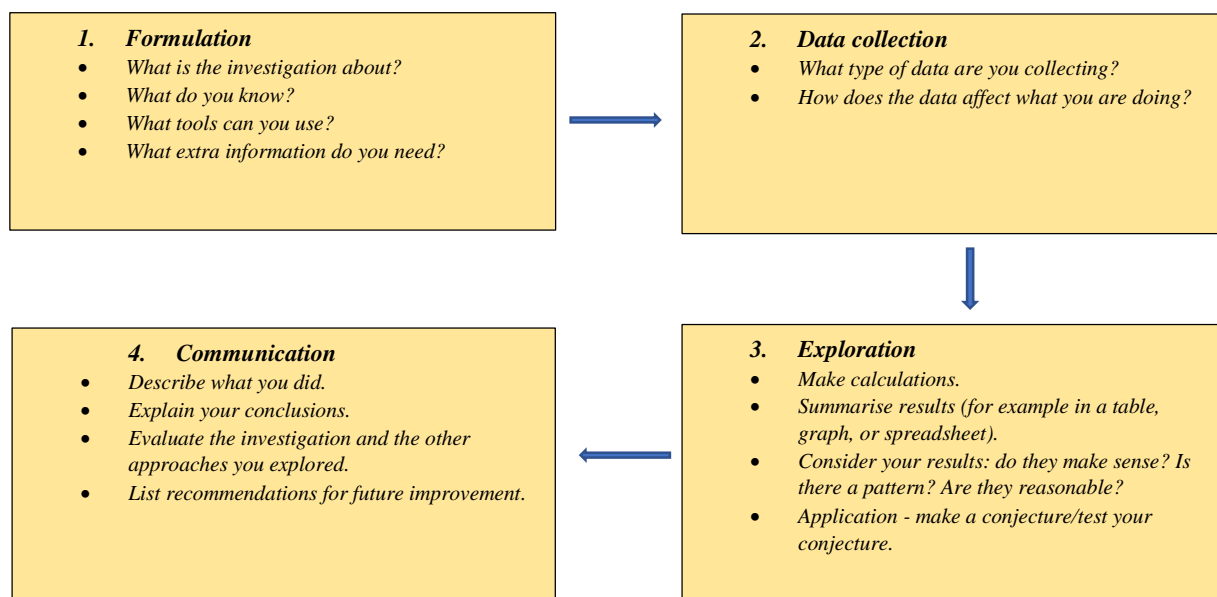 1. Formulation
• What is the investigation about?
• What do you know?
• What tools can you use?
• What extra information do you need?
2. Data collection
• What type of data are you collecting?
• How does the data affect what you are doing?
3. Exploration
• Make calculations.
• Summarise results (for example in a table,
graph, or spreadsheet).
• Consider your results: do they make sense? Is
there a pattern? Are they reasonable?
• Application - make a conjecture/test your
conjecture.
4. Communication
• Describe what you did.
• Explain your conclusions.
• Evaluate the investigation and the other
approaches you explored.
• List recommendations for future improvement.